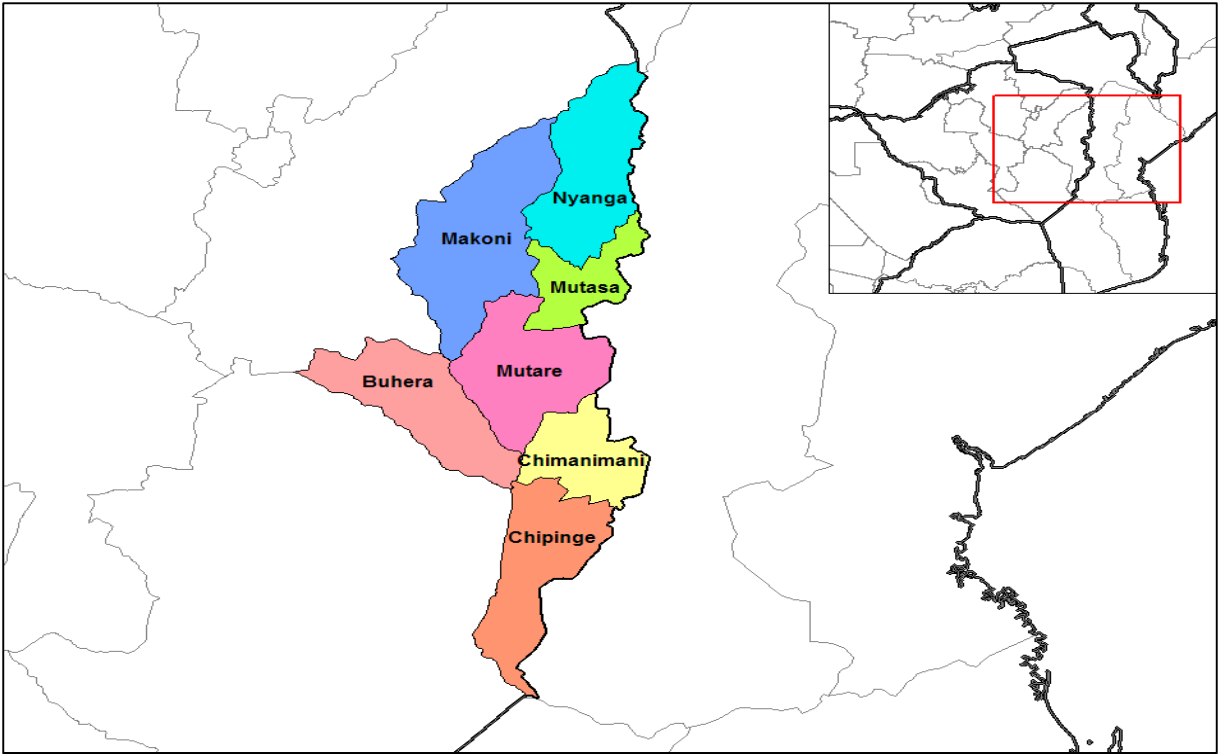 Nyanga
Makoni
Mutasa
Mutare
Buhera
Chimanimani
Chipinge